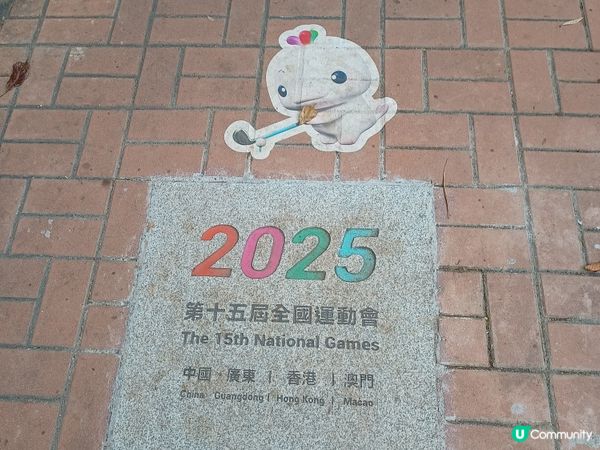 2025
第十五屆全國運動會
The 15th National Games
中國·廣東 | 香港 | 澳門
China · Guangdong | Hong Kong | Macao
U Community